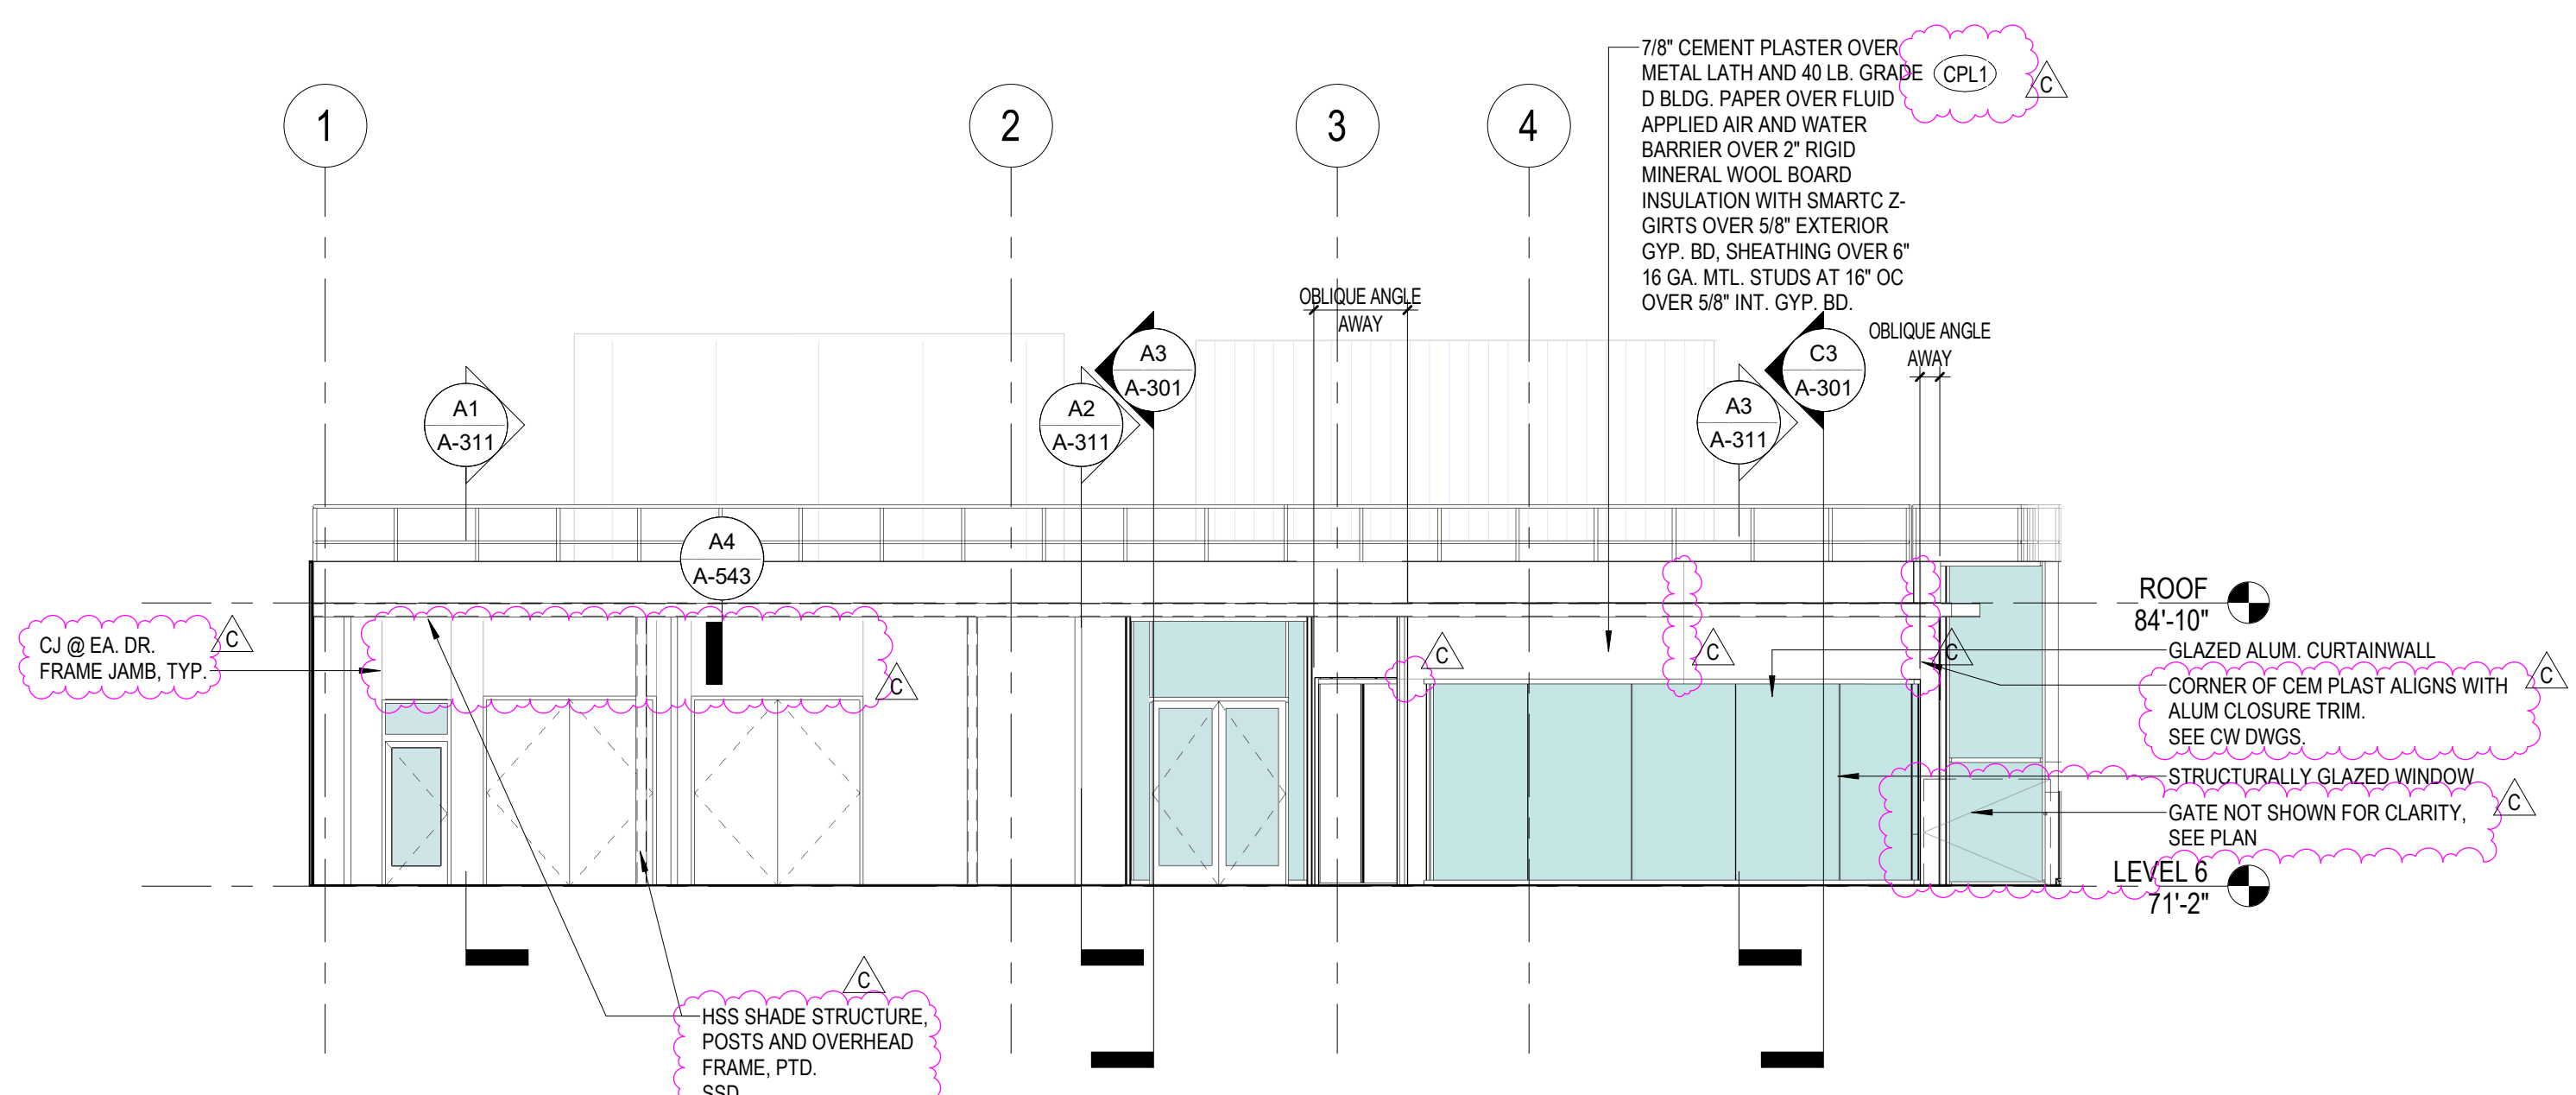 1
2
3
4
7/8" CEMENT PLASTER OVER
METAL LATH AND 40 LB. GRADE
D BLDG. PAPER OVER FLUID
APPLIED AIR AND WATER
BARRIER OVER 2" RIGID
MINERAL WOOL BOARD
INSULATION WITH SMARTC Z-
GIRTS OVER 5/8" EXTERIOR
GYP. BD, SHEATHING OVER 6"
16 GA. MTL. STUDS AT 16" OC
OVER 5/8" INT. GYP. BD.
CPL1
C
OBLIQUE ANGLE
AWAY
OBLIQUE ANGLE
AWAY
A1
A-311
A2
A-311
A3
A-301
A3
A-311
C3
A-301
A4
A-543
CJ @ EA. DR.
FRAME JAMB, TYP.
C
C
C
C
C
ROOF
84'-10"
GLAZED ALUM. CURTAINWALL
CORNER OF CEM PLAST ALIGNS WITH
ALUM CLOSURE TRIM.
SEE CW DWGS.
C
STRUCTURALLY GLAZED WINDOW
GATE NOT SHOWN FOR CLARITY,
SEE PLAN
C
LEVEL 6
71'-2"
C
HSS SHADE STRUCTURE,
POSTS AND OVERHEAD
FRAME, PTD.
SSD